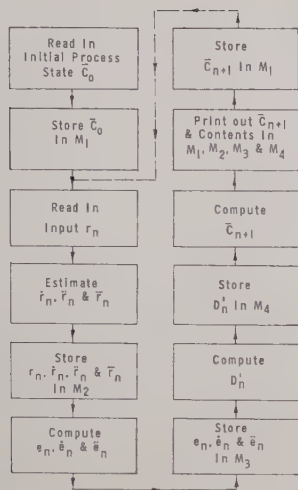 Read In
Initial Process
State C̄₀
Store C̄₀
In M₁
Read In
Input rₙ
Estimate
ṙₙ, r̈ₙ & r⃛ₙ
Store
rₙ, ṙₙ, r̈ₙ & r⃛ₙ
In M₂
Compute
eₙ, ėₙ & ëₙ
Store
eₙ, ėₙ & ëₙ
In M₃
Compute
D'ₙ
Store
D'ₙ In M₄
Compute
C̄ₙ₊₁
Print out C̄ₙ₊₁
& Contents In
M₁, M₂, M₃ & M₄
Store
C̄ₙ₊₁ In M₁